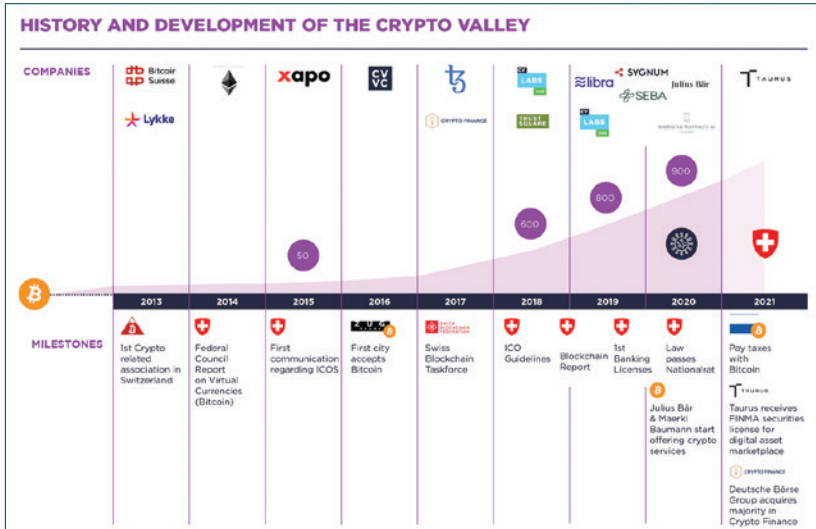 HISTORY AND DEVELOPMENT OF THE CRYPTO VALLEY
COMPANIES
Bitcoin
Suisse
Lykke
xapo
CV
VC
CRYPTO FINANCE
CV
LABS
TRUST
SQUARE
libra
SYGNUM
SEBA
Julius Bär
CV
LABS
TAURUS
50
600
800
900
2013
2014
2015
2016
2017
2018
2019
2020
2021
MILESTONES
1st Crypto
related
association in
Switzerland
Federal
Council
Report
on Virtual
Currencies
(Bitcoin)
First
communication
regarding ICOS
ZUG
First city
accepts
Bitcoin
SWISS
BLOCKCHAIN
FEDERATION
Swiss
Blockchain
Taskforce
ICO
Guidelines
Blockchain
Report
1st
Banking
Licenses
Law
passes
Nationalrat
Julius Bär
& Maerki
Baumann start
offering crypto
services
Pay taxes
with
Bitcoin
TAURUS
Taurus receives
FINMA securities
license for
digital asset
marketplace
CRYPTO FINANCE
Deutsche Börse
Group acquires
majority in
Crypto Finance